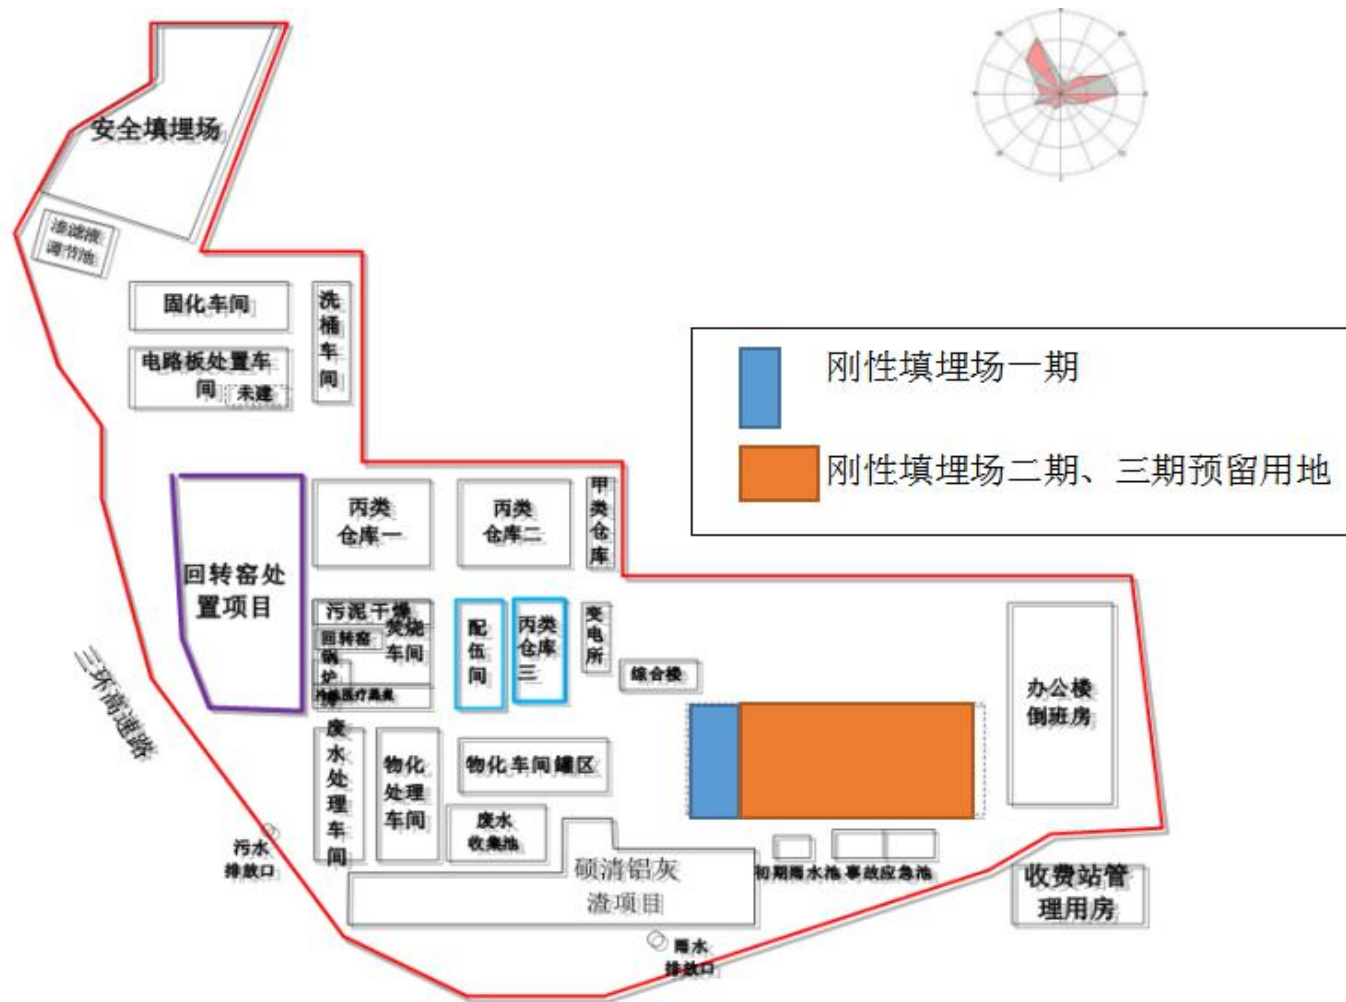 安全填埋场
渗滤液
调节池
固化车间
洗桶车间
电路板处置车
间
未建
刚性填埋场一期
刚性填埋场二期、三期预留用地
丙类
仓库一
丙类
仓库二
甲类仓库
回转窑处
置项目
污泥干燥
回转窑
焚烧
车间
锅炉
配伍间
丙类
仓库
三
变电所
综合楼
办公楼
倒班房
三环高速路
废水处理车间
物化
处理
车间
物化车间罐区
废水
收集池
污水
排放口
硕清铝灰
渣项目
初期雨水池
事故应急池
收费站管
理用房
雨水
排放口